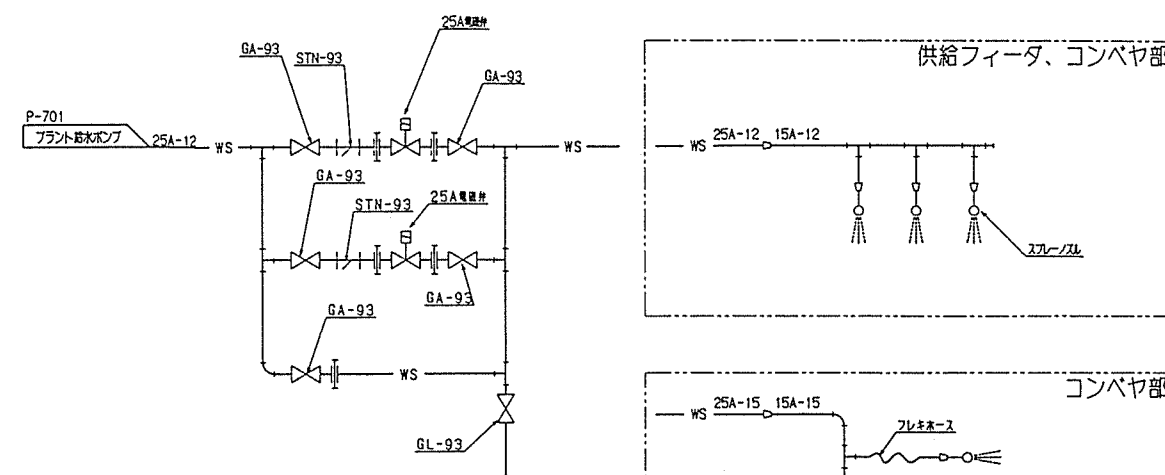 25A電磁弁
GA-93
STN-93
GA-93
供給フィーダ、コンベヤ部
P-701
プラント給水ポンプ
25A-12
WS
WS
WS
25A-12
15A-12
GA-93
STN-93
25A電磁弁
スプレーノズル
GA-93
GA-93
WS
コンベヤ部
WS
25A-15
15A-15
フレキホース
GL-93